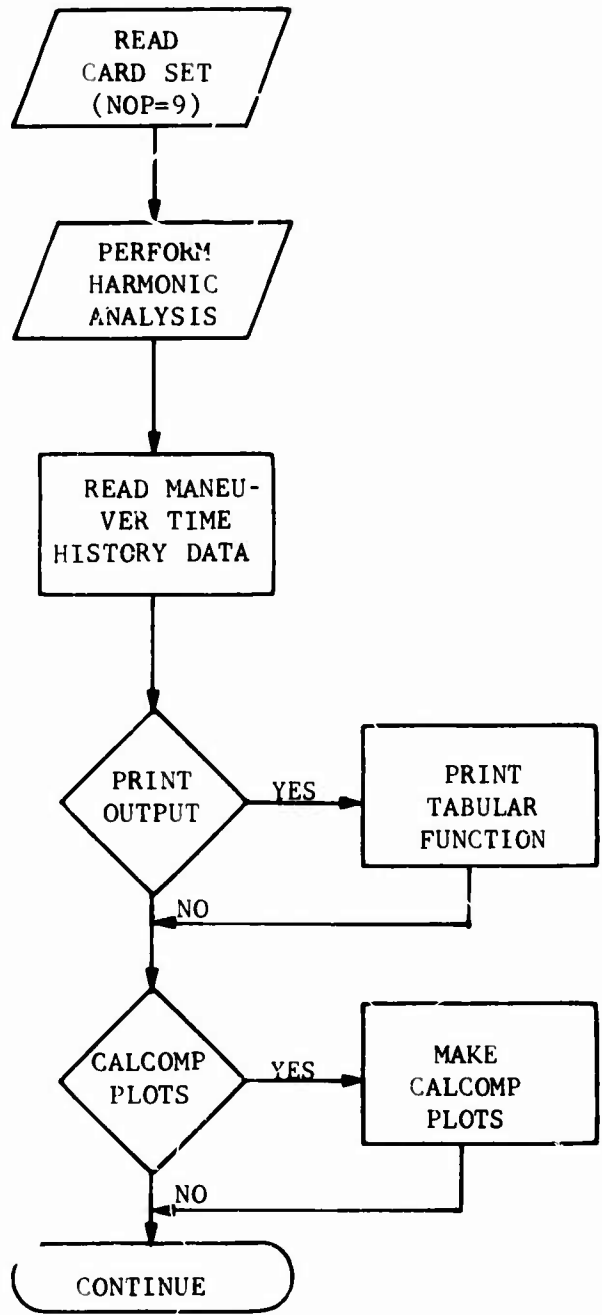 READ
CARD SET
(NOP=9)
PERFORM
HARMONIC
ANALYSIS
READ MANEU-
VER TIME
HISTORY DATA
PRINT
OUTPUT
YES
PRINT
TABULAR
FUNCTION
NO
CALCOMP
PLOTS
YES
MAKE
CALCOMP
PLOTS
NO
CONTINUE